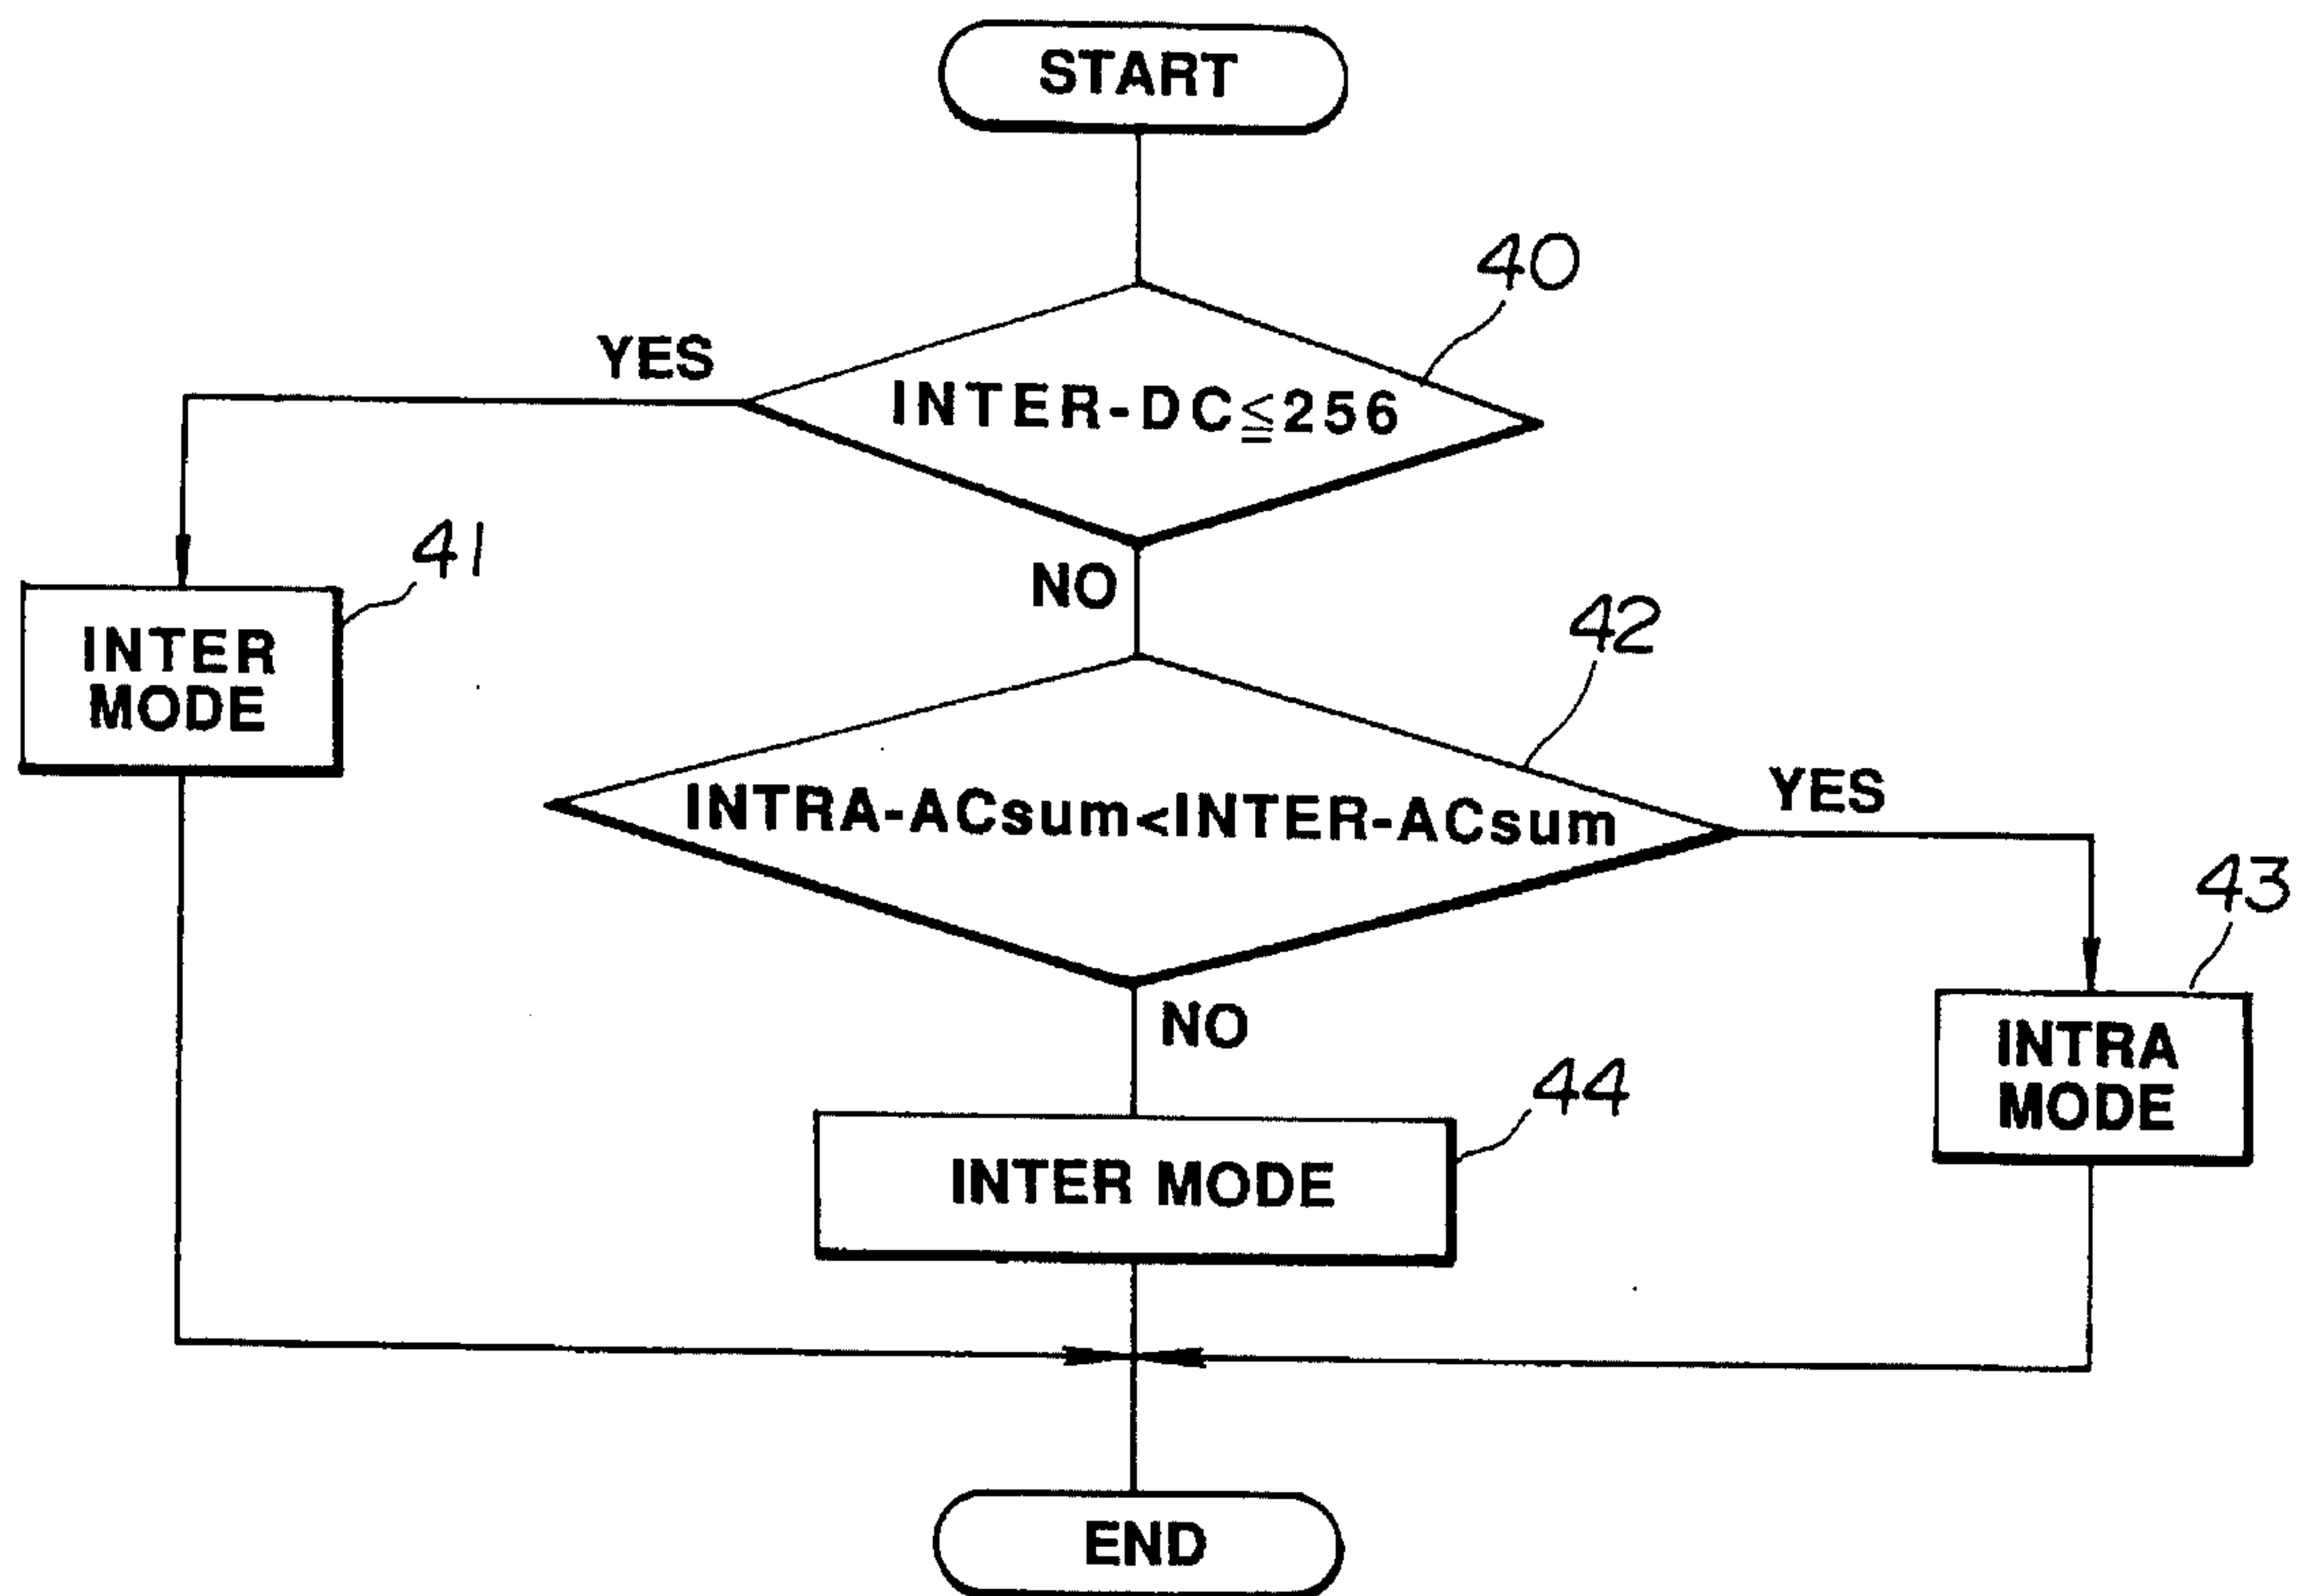 START
40
YES
INTER-DC≦256
41
NO
INTER
MODE
42
INTRA-ACsum<INTER-ACsum
YES
43
NO
INTRA
MODE
44
INTER MODE
END